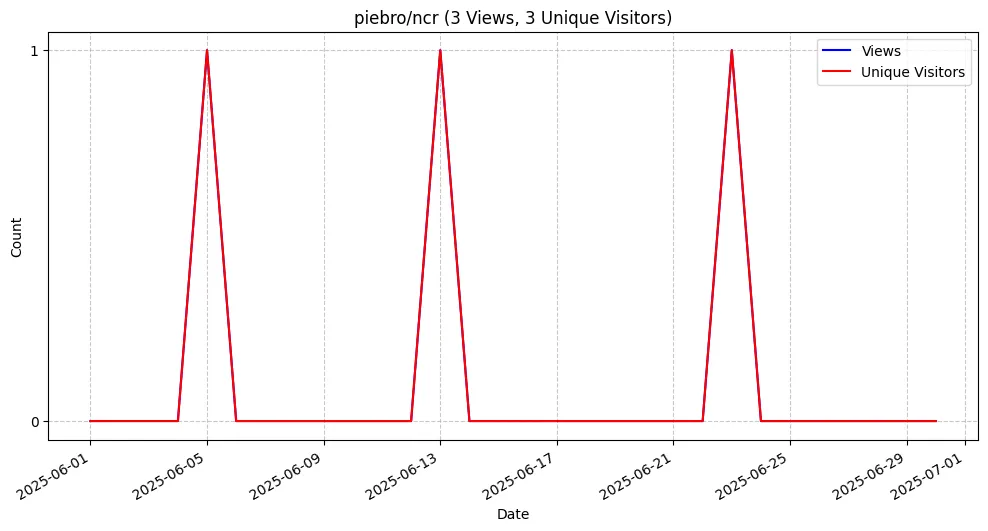 piebro/ncr (3 Views, 3 Unique Visitors)
Views
Unique Visitors
Count
1
0
2025-06-01
2025-06-05
2025-06-09
2025-06-13
2025-06-17
2025-06-21
2025-06-25
2025-06-29
2025-07-01
Date